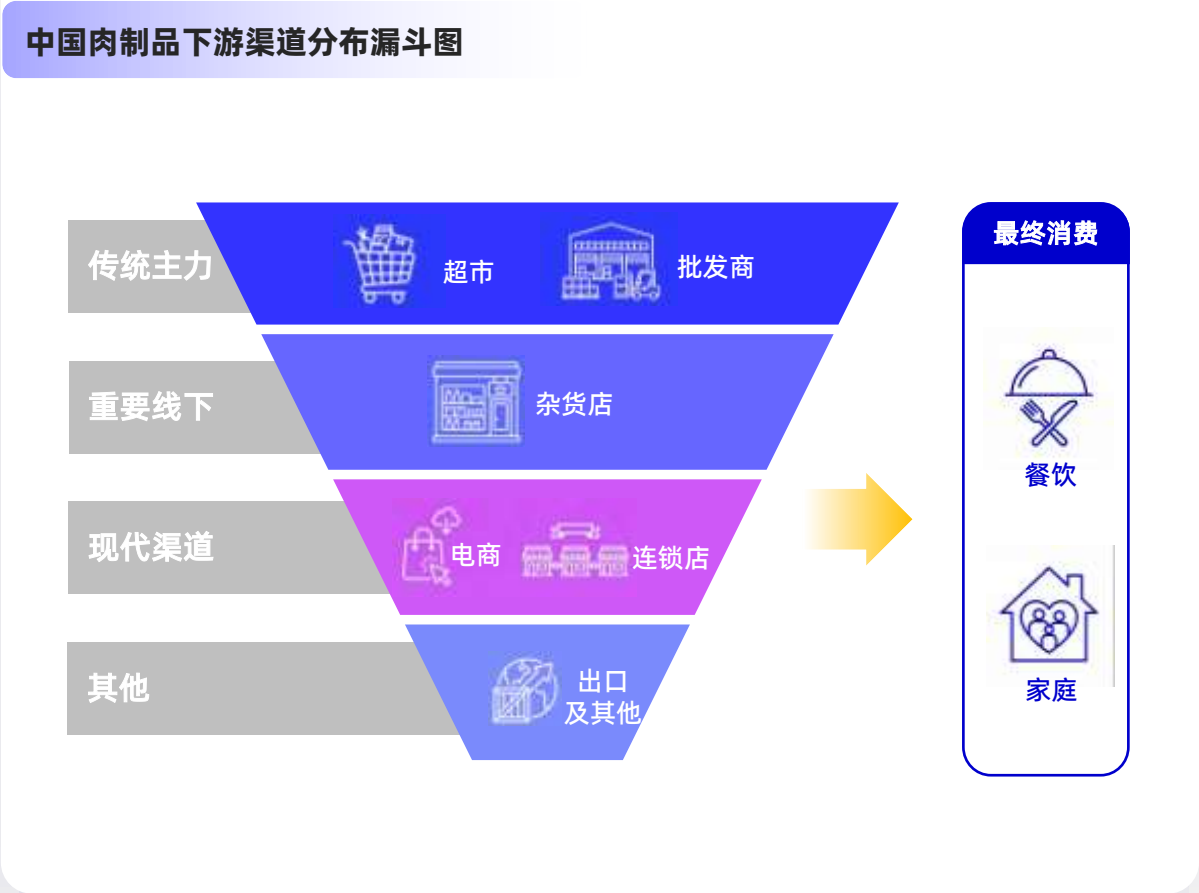 中国肉制品下游渠道分布漏斗图
传统主力
超市
批发商
重要线下
杂货店
现代渠道
电商
连锁店
其他
出口
及其他
最终消费
餐饮
家庭